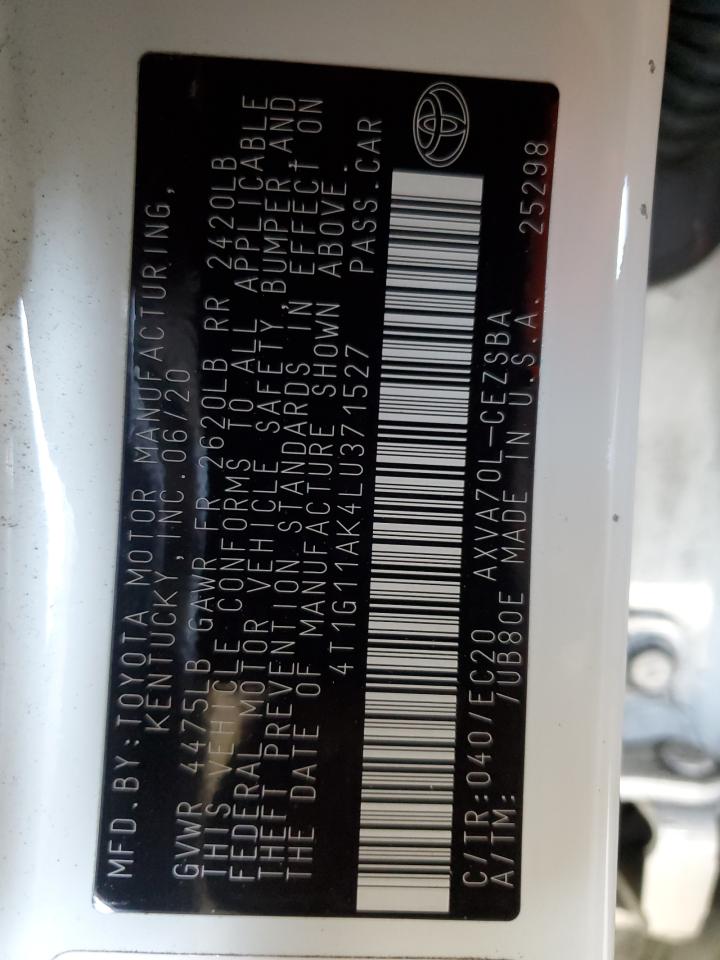 MFD.BY:TOYOTA MOTOR MANUFACTURING,
KENTUCKY,INC.06/20
GVWR 4475LB GAWR FR 2620LB RR 2420LB
THIS VEHICLE CONFORMS TO ALL APPLICABLE
FEDERAL MOTOR VEHICLE SAFETY,BUMPER,AND
THEFT PREVENTION STANDARDS IN EFFECT ON
THE DATE OF MANUFACTURE SHOWN ABOVE.
4T1G11AK4LU371527 PASS.CAR
C/TR:040/EC20 AXVA70L-CEZSBA 25298
A/TM: /UB80E MADE IN U.S.A.